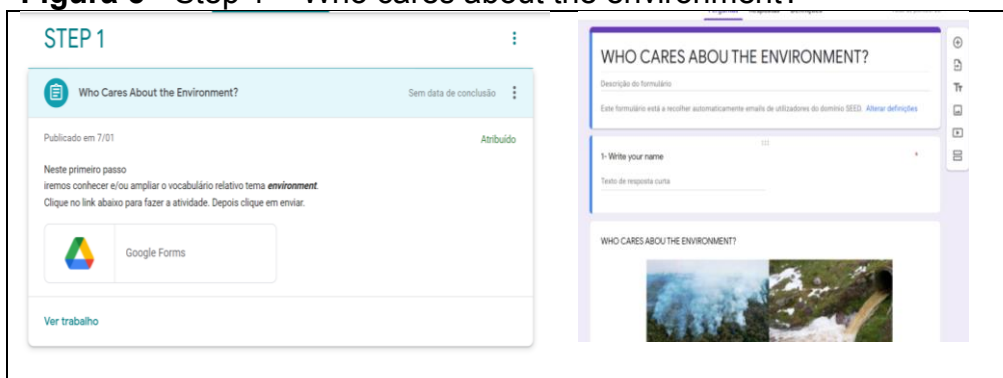 STEP 1
Who Cares About the Environment?
Sem data de conclusão
Publicado em 7/01
Atribuído
Neste primeiro passo
iremos conhecer e/ou ampliar o vocabulário relativo tema environment.
Clique no link abaixo para fazer a atividade. Depois clique em enviar.
Google Forms
Ver trabalho
WHO CARES ABOU THE ENVIRONMENT?
Descrição do formulário
Este formulário está a recolher automaticamente emails de utilizadores do domínio SEED. Alterar definições
1- Write your name
*
Texto de resposta curta
WHO CARES ABOU THE ENVIRONMENT?
Tт